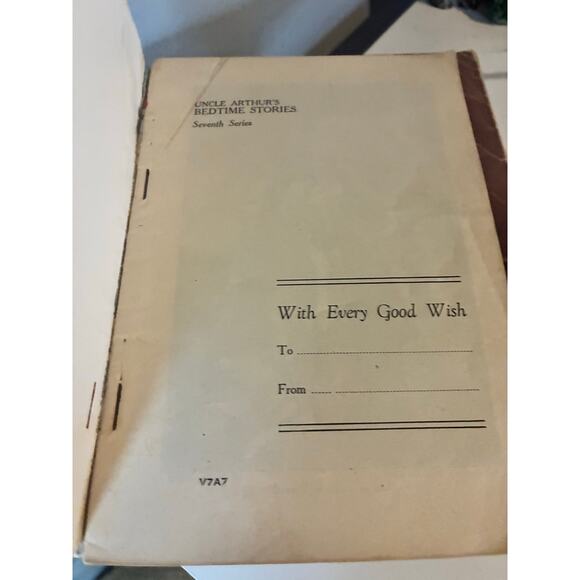 UNCLE ARTHUR'S
BEDTIME STORIES
Seventh Series
With Every Good Wish
To
From
V7A7